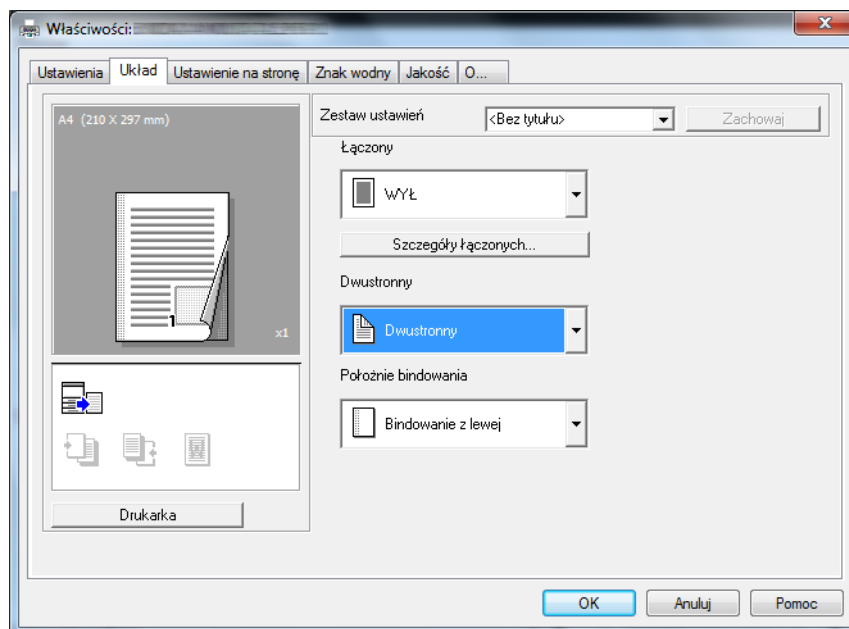 Właściwości:
Ustawienia Układ Ustawienie na stronę Znak wodny Jakość O...
A4 (210 X 297 mm)
Zestaw ustawień <Bez tytułu> Zachowaj
Łączony
WYŁ
Szczegóły łączonych...
Dwustronny
Dwustronny
1 x1
Położnie bindowania
Bindowanie z lewej
Drukarka
OK Anuluj Pomoc